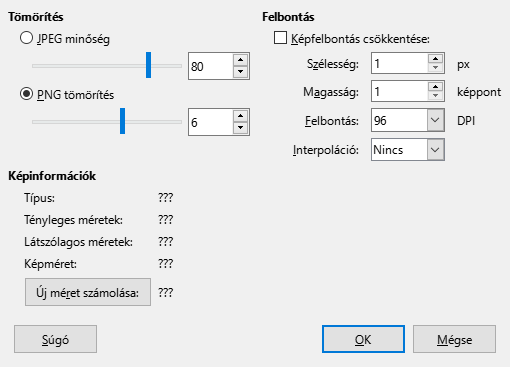 Tömörítés
JPEG minőség
80
PNG tömörítés
6
Felbontás
Képfelbontás csökkentése:
Szélesség: 1 px
Magasság: 1 képpont
Felbontás: 96 DPI
Interpoláció: Nincs
Képinformációk
Típus: ???
Tényleges méretek: ???
Látszólagos méretek: ???
Képméret: ???
Új méret számolása: ???
Súgó OK Mégse